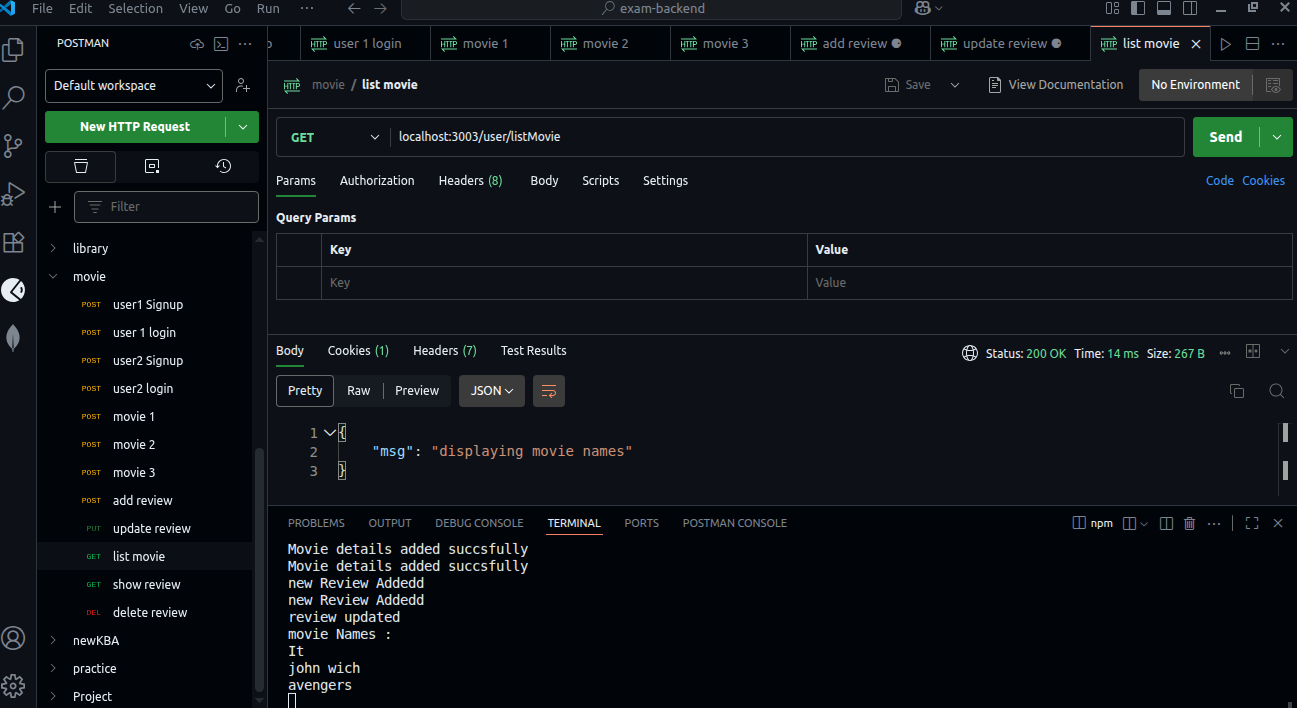 File Edit Selection View Go Run ··· exam-backend
POSTMAN
user 1 login movie 1 movie 2 movie 3 add review update review list movie
Default workspace
movie / list movie Save View Documentation No Environment
New HTTP Request
GET localhost:3003/user/listMovie Send
Params Authorization Headers (8) Body Scripts Settings Code Cookies
Filter
Query Params
Key Value
Key Value
library
movie
POST user1 Signup
POST user 1 login
POST user2 Signup
POST user2 login
POST movie 1
POST movie 2
POST movie 3
POST add review
PUT update review
GET list movie
GET show review
DEL delete review
newKBA
practice
Project
Body Cookies (1) Headers (7) Test Results Status: 200 OK Time: 14 ms Size: 267 B
Pretty Raw Preview JSON
1 {
2 "msg": "displaying movie names"
3 }
PROBLEMS OUTPUT DEBUG CONSOLE TERMINAL PORTS POSTMAN CONSOLE npm
Movie details added succsfully
Movie details added succsfully
new Review Addedd
new Review Addedd
review updated
movie Names :
It
john wich
avengers